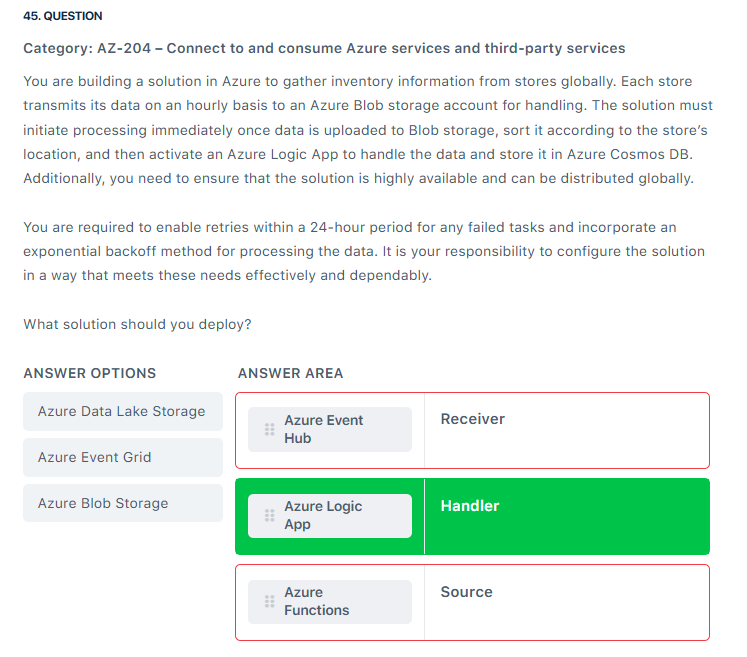 45. QUESTION
Category: AZ-204 – Connect to and consume Azure services and third-party services
You are building a solution in Azure to gather inventory information from stores globally. Each store
transmits its data on an hourly basis to an Azure Blob storage account for handling. The solution must
initiate processing immediately once data is uploaded to Blob storage, sort it according to the store's
location, and then activate an Azure Logic App to handle the data and store it in Azure Cosmos DB.
Additionally, you need to ensure that the solution is highly available and can be distributed globally.
You are required to enable retries within a 24-hour period for any failed tasks and incorporate an
exponential backoff method for processing the data. It is your responsibility to configure the solution
in a way that meets these needs effectively and dependably.
What solution should you deploy?
ANSWER OPTIONS
Azure Data Lake Storage
Azure Event Grid
Azure Blob Storage
ANSWER AREA
Azure Event
Hub
Receiver
Azure Logic
App
Handler
Azure
Functions
Source